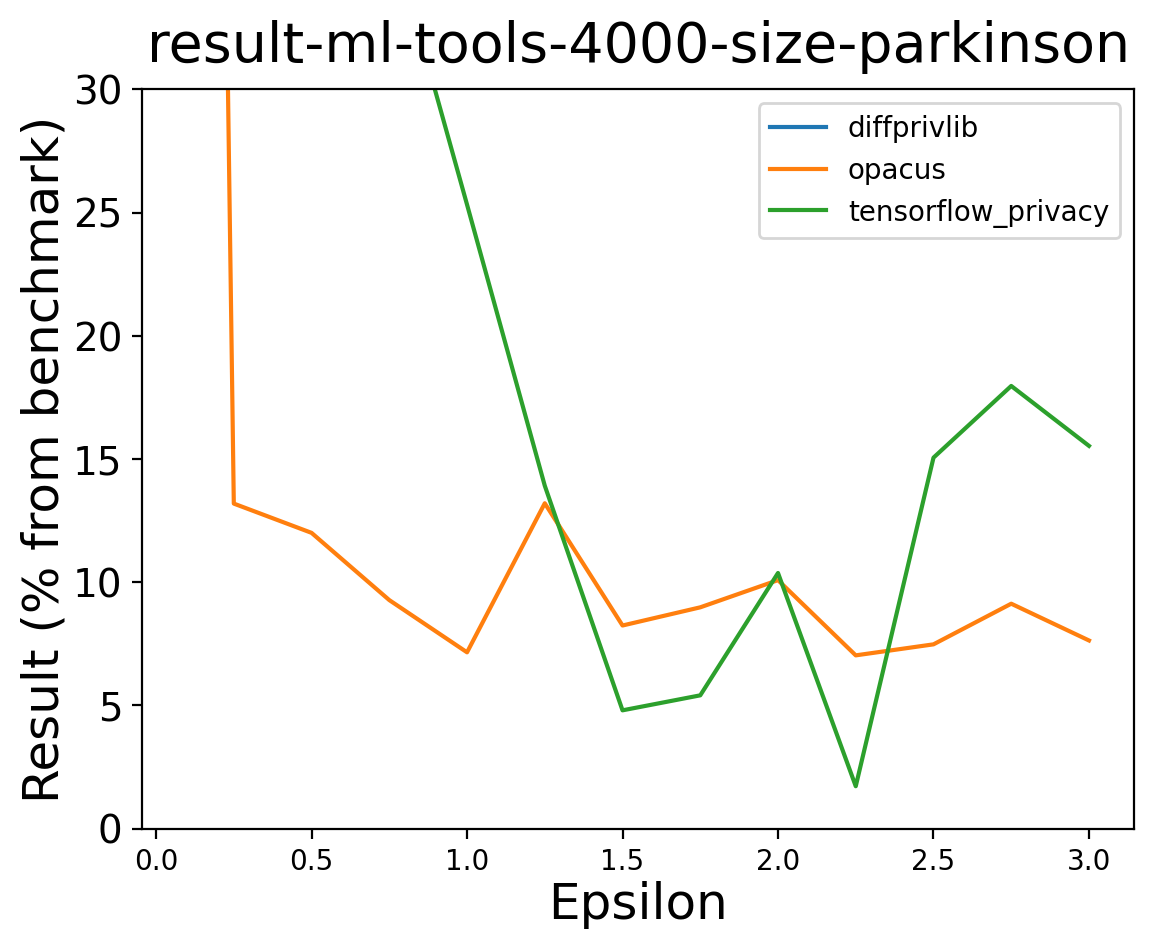 result-ml-tools-4000-size-parkinson
Result (% from benchmark)
30
25
20
15
10
5
0
diffprivlib
opacus
tensorflow_privacy
0.0 0.5 1.0 1.5 2.0 2.5 3.0
Epsilon